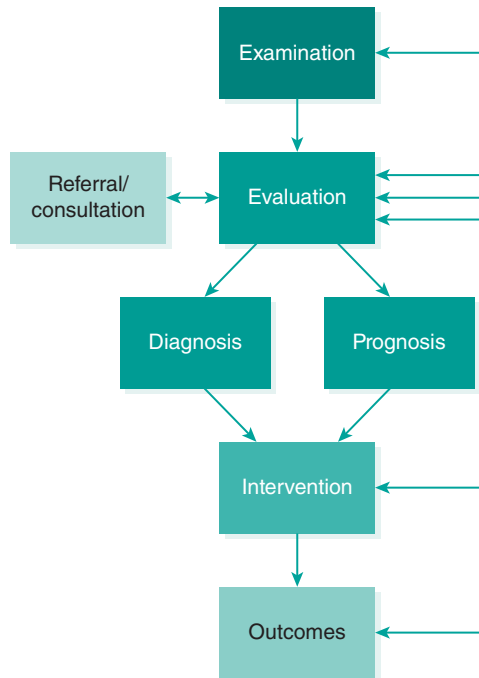 Examination
Referral/
consultation
Evaluation
Diagnosis
Prognosis
Intervention
Outcomes